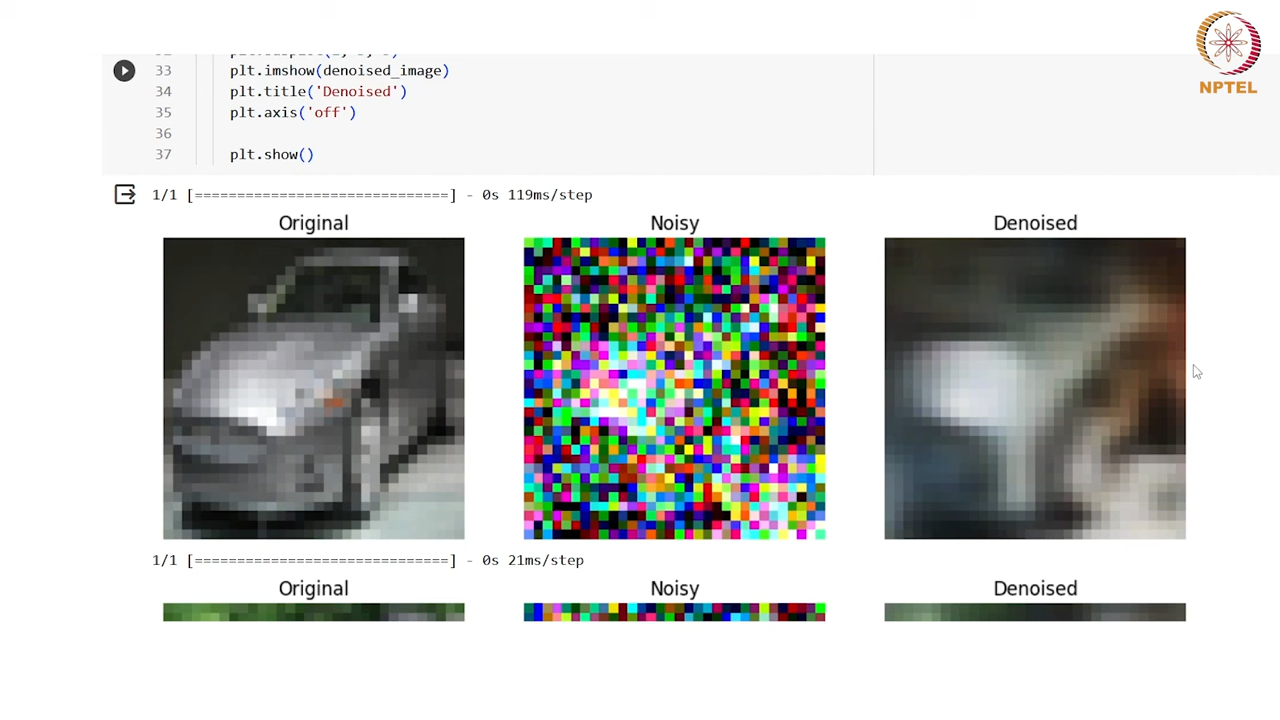 33 plt.imshow(denoised_image)
34 plt.title('Denoised')
35 plt.axis('off')
36
37 plt.show()
NPTEL
1/1 [==============================] - 0s 119ms/step
Original Noisy Denoised
1/1 [==============================] - 0s 21ms/step
Original Noisy Denoised